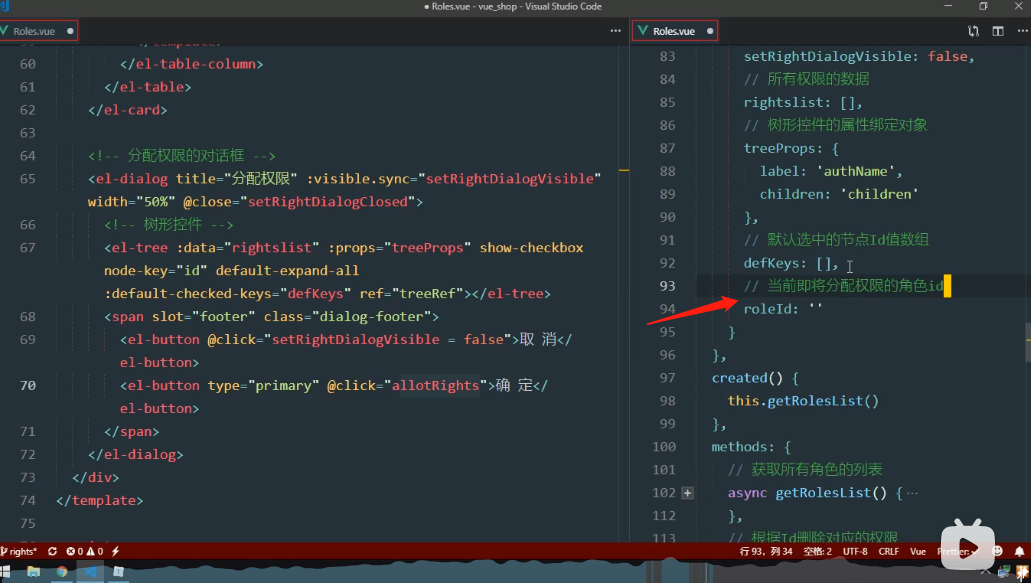 Roles.vue - vue_shop - Visual Studio Code
Roles.vue
60 </el-table-column>
61 </el-table>
62 </el-card>
63
64 <!-- 分配权限的对话框 -->
65 <el-dialog title="分配权限" :visible.sync="setRightDialogVisible"
width="50%" @close="setRightDialogClosed">
66 <!-- 树形控件 -->
67 <el-tree :data="rightslist" :props="treeProps" show-checkbox
node-key="id" default-expand-all
:default-checked-keys="defKeys" ref="treeRef"></el-tree>
68 <span slot="footer" class="dialog-footer">
69 <el-button @click="setRightDialogVisible = false">取 消</
el-button>
70 <el-button type="primary" @click="allotRights">确 定</
el-button>
71 </span>
72 </el-dialog>
73 </div>
74 </template>
75
Roles.vue
83 setRightDialogVisible: false,
84 // 所有权限的数据
85 rightslist: [],
86 // 树形控件的属性绑定对象
87 treeProps: {
88 label: 'authName',
89 children: 'children'
90 },
91 // 默认选中的节点Id值数组
92 defKeys: [],
93 // 当前即将分配权限的角色id
94 roleId: ''
95 }
96 },
97 created() {
98 this.getRolesList()
99 },
100 methods: {
101 // 获取所有角色的列表
102 async getRolesList() {
112 },
113 // 根据Id删除对应的权限
rights* 0 0
行 93，列 34 空格: 2 UTF-8 CRLF Vue Prettier: